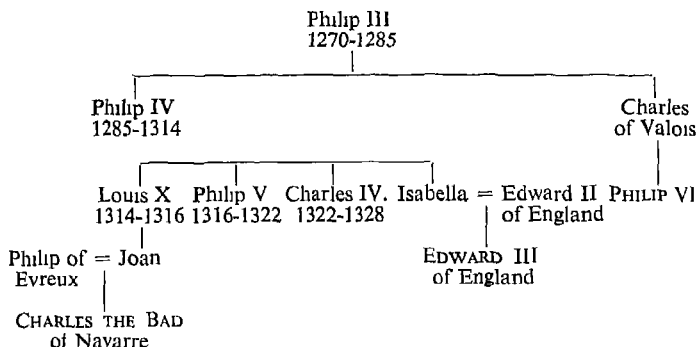 Philip III
1270-1285
Philip IV
1285-1314
Charles
of Valois
Louis X Philip V Charles IV. Isabella = Edward II PHILIP VI
1314-1316 1316-1322 1322-1328 of England
Philip of = Joan
Evreux
EDWARD III
of England
CHARLES THE BAD
of Navarre